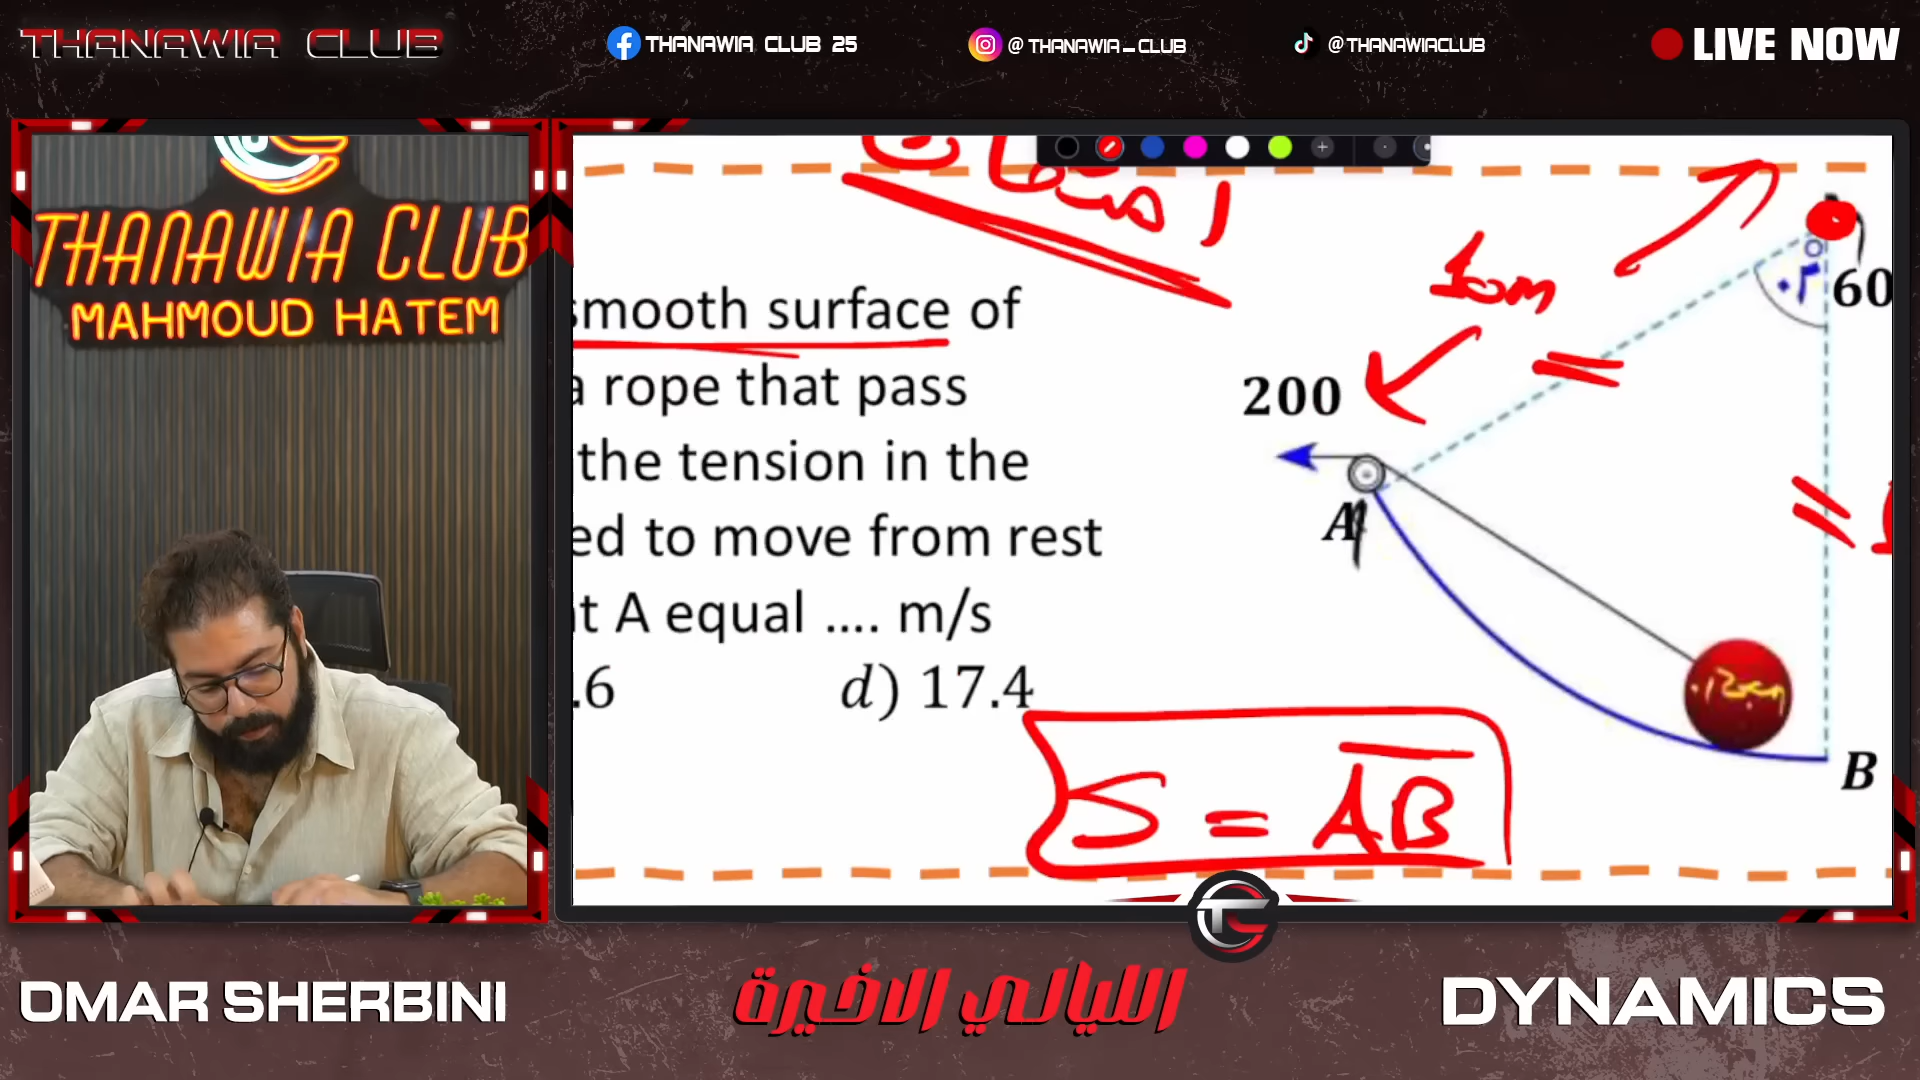 THANAWIA CLUB
THANAWIA CLUB 25
@THANAWIA_CLUB
@THANAWIACLUB
LIVE NOW
THANAWIA CLUB
MAHMOUD HATEM
smooth surface of
a rope that pass
the tension in the
ed to move from rest
t A equal .... m/s
.6 d) 17.4
10m
60
200
A
B
S = AB
TC
OMAR SHERBINI
الليالي الاخيرة
DYNAMICS